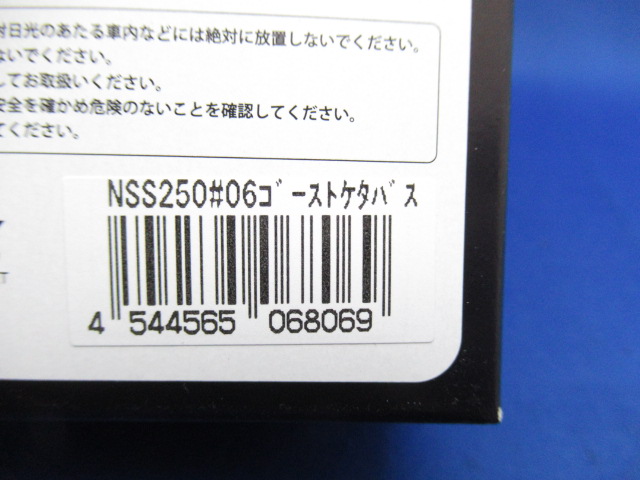 射日光のあたる車内などには絶対に放置しないでください。
ないでください。
してお取扱いください。
安全を確かめ危険のないことを確認してください。
てください。
NSS250#06ｺﾞｰｽﾄｹﾀﾊﾞｽ
4 544565 068069
T